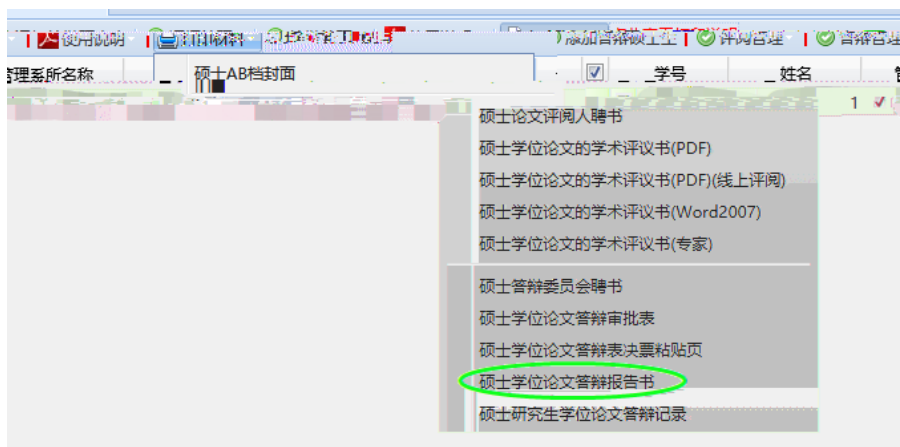 使用说明 打印材料 添加答辩硕士生 评阅管理 答辩管理
管理系所名称 学号 姓名
硕士AB档封面
1
硕士论文评阅人聘书
硕士学位论文的学术评议书(PDF)
硕士学位论文的学术评议书(PDF)(线上评阅)
硕士学位论文的学术评议书(Word2007)
硕士学位论文的学术评议书(专家)
硕士答辩委员会聘书
硕士学位论文答辩审批表
硕士学位论文答辩表决票粘贴页
硕士学位论文答辩报告书
硕士研究生学位论文答辩记录